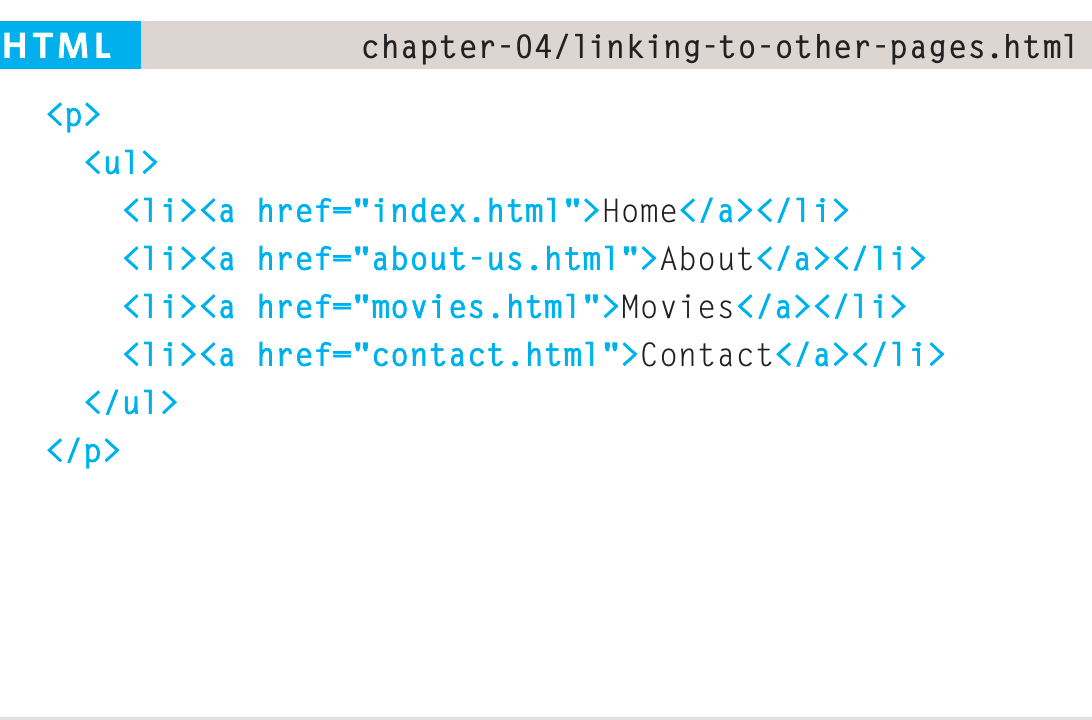 HTML chapter-04/linking-to-other-pages.html
<p>
<ul>
<li><a href="index.html">Home</a></li>
<li><a href="about-us.html">About</a></li>
<li><a href="movies.html">Movies</a></li>
<li><a href="contact.html">Contact</a></li>
</ul>
</p>